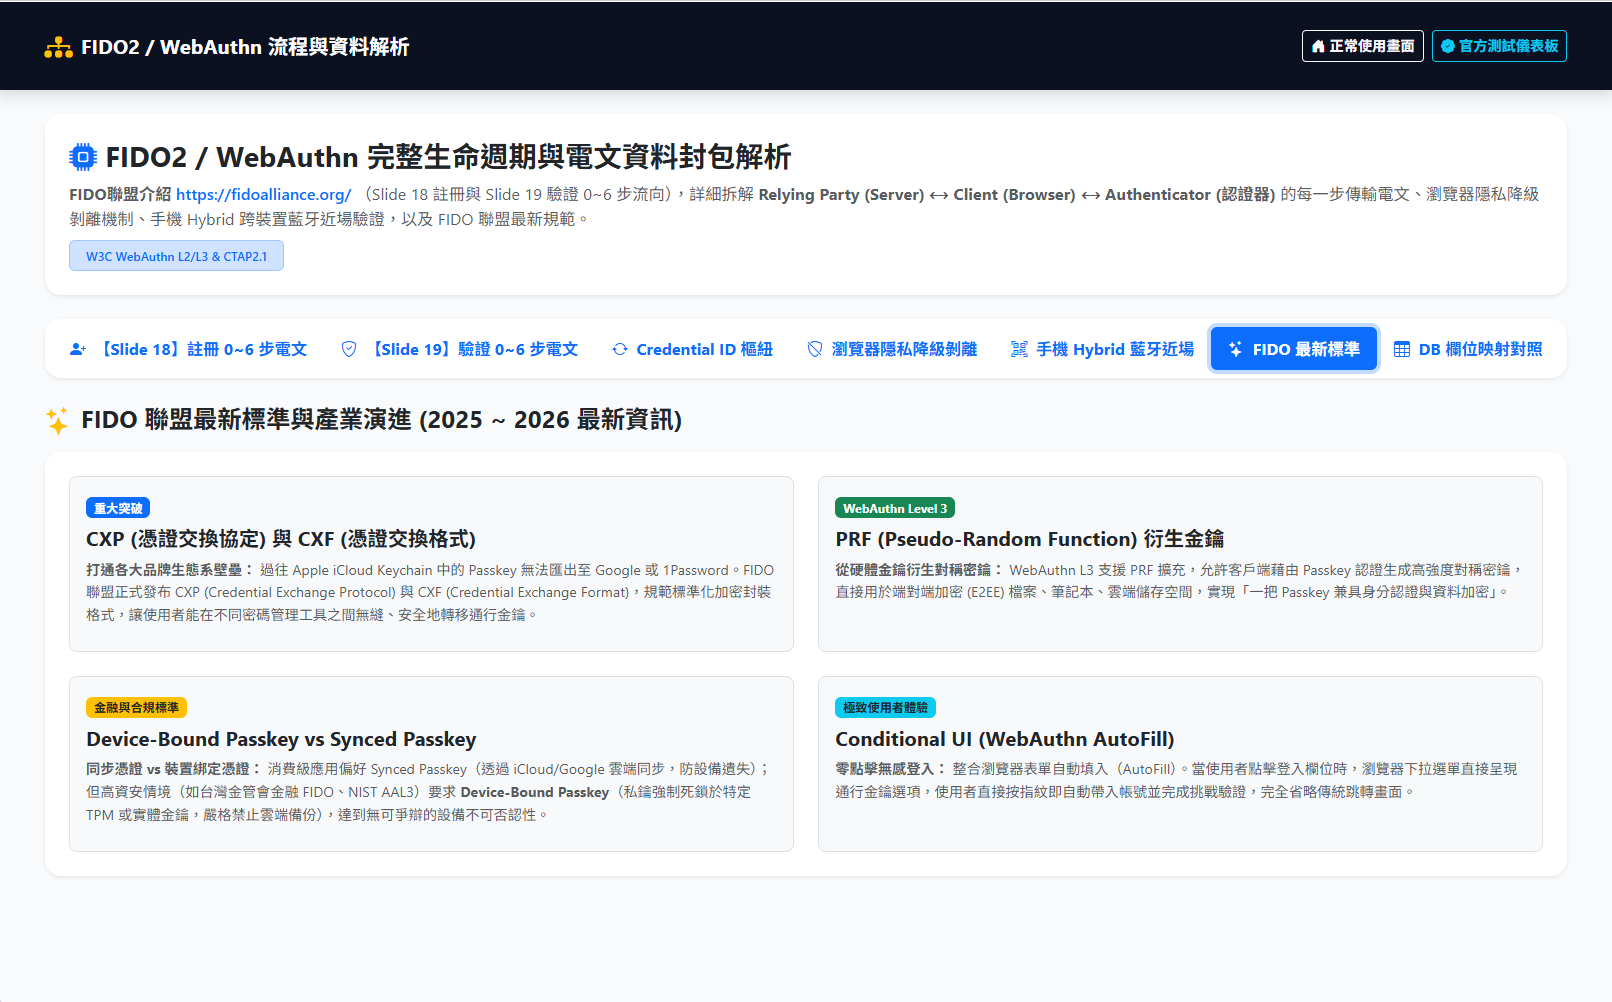 FIDO2 / WebAuthn 流程與資料解析
正常使用畫面
官方測試儀表板
FIDO2 / WebAuthn 完整生命週期與電文資料封包解析
FIDO聯盟介紹 https://fidoalliance.org/ （Slide 18 註冊與 Slide 19 驗證 0~6 步流向），詳細拆解 Relying Party (Server) ↔ Client (Browser) ↔ Authenticator (認證器) 的每一步傳輸電文、瀏覽器隱私降級
剝離機制、手機 Hybrid 跨裝置藍牙近場驗證，以及 FIDO 聯盟最新規範。
W3C WebAuthn L2/L3 & CTAP2.1
【Slide 18】註冊 0~6 步電文
【Slide 19】驗證 0~6 步電文
Credential ID 樞紐
瀏覽器隱私降級剝離
手機 Hybrid 藍牙近場
FIDO 最新標準
DB 欄位映射對照
FIDO 聯盟最新標準與產業演進 (2025 ~ 2026 最新資訊)
重大突破
CXP (憑證交換協定) 與 CXF (憑證交換格式)
打通各大品牌生態系壁壘： 過往 Apple iCloud Keychain 中的 Passkey 無法匯出至 Google 或 1Password。FIDO
聯盟正式發布 CXP (Credential Exchange Protocol) 與 CXF (Credential Exchange Format)，規範標準化加密封裝
格式，讓使用者能在不同密碼管理工具之間無縫、安全地轉移通行金鑰。
WebAuthn Level 3
PRF (Pseudo-Random Function) 衍生金鑰
從硬體金鑰衍生對稱密鑰： WebAuthn L3 支援 PRF 擴充，允許客戶端藉由 Passkey 認證生成高強度對稱密鑰，
直接用於端對端加密 (E2EE) 檔案、筆記本、雲端儲存空間，實現「一把 Passkey 兼具身分認證與資料加密」。
金融與合規標準
Device-Bound Passkey vs Synced Passkey
同步憑證 vs 裝置綁定憑證： 消費級應用偏好 Synced Passkey（透過 iCloud/Google 雲端同步，防設備遺失）；
但高資安情境（如台灣金管會金融 FIDO、NIST AAL3）要求 Device-Bound Passkey（私鑰強制死鎖於特定
TPM 或實體金鑰，嚴格禁止雲端備份），達到無可爭辯的設備不可否認性。
極致使用者體驗
Conditional UI (WebAuthn AutoFill)
零點擊無感登入： 整合瀏覽器表單自動填入（AutoFill）。當使用者點擊登入欄位時，瀏覽器下拉選單直接呈現
通行金鑰選項，使用者直接按指紋即自動帶入帳號並完成挑戰驗證，完全省略傳統跳轉畫面。